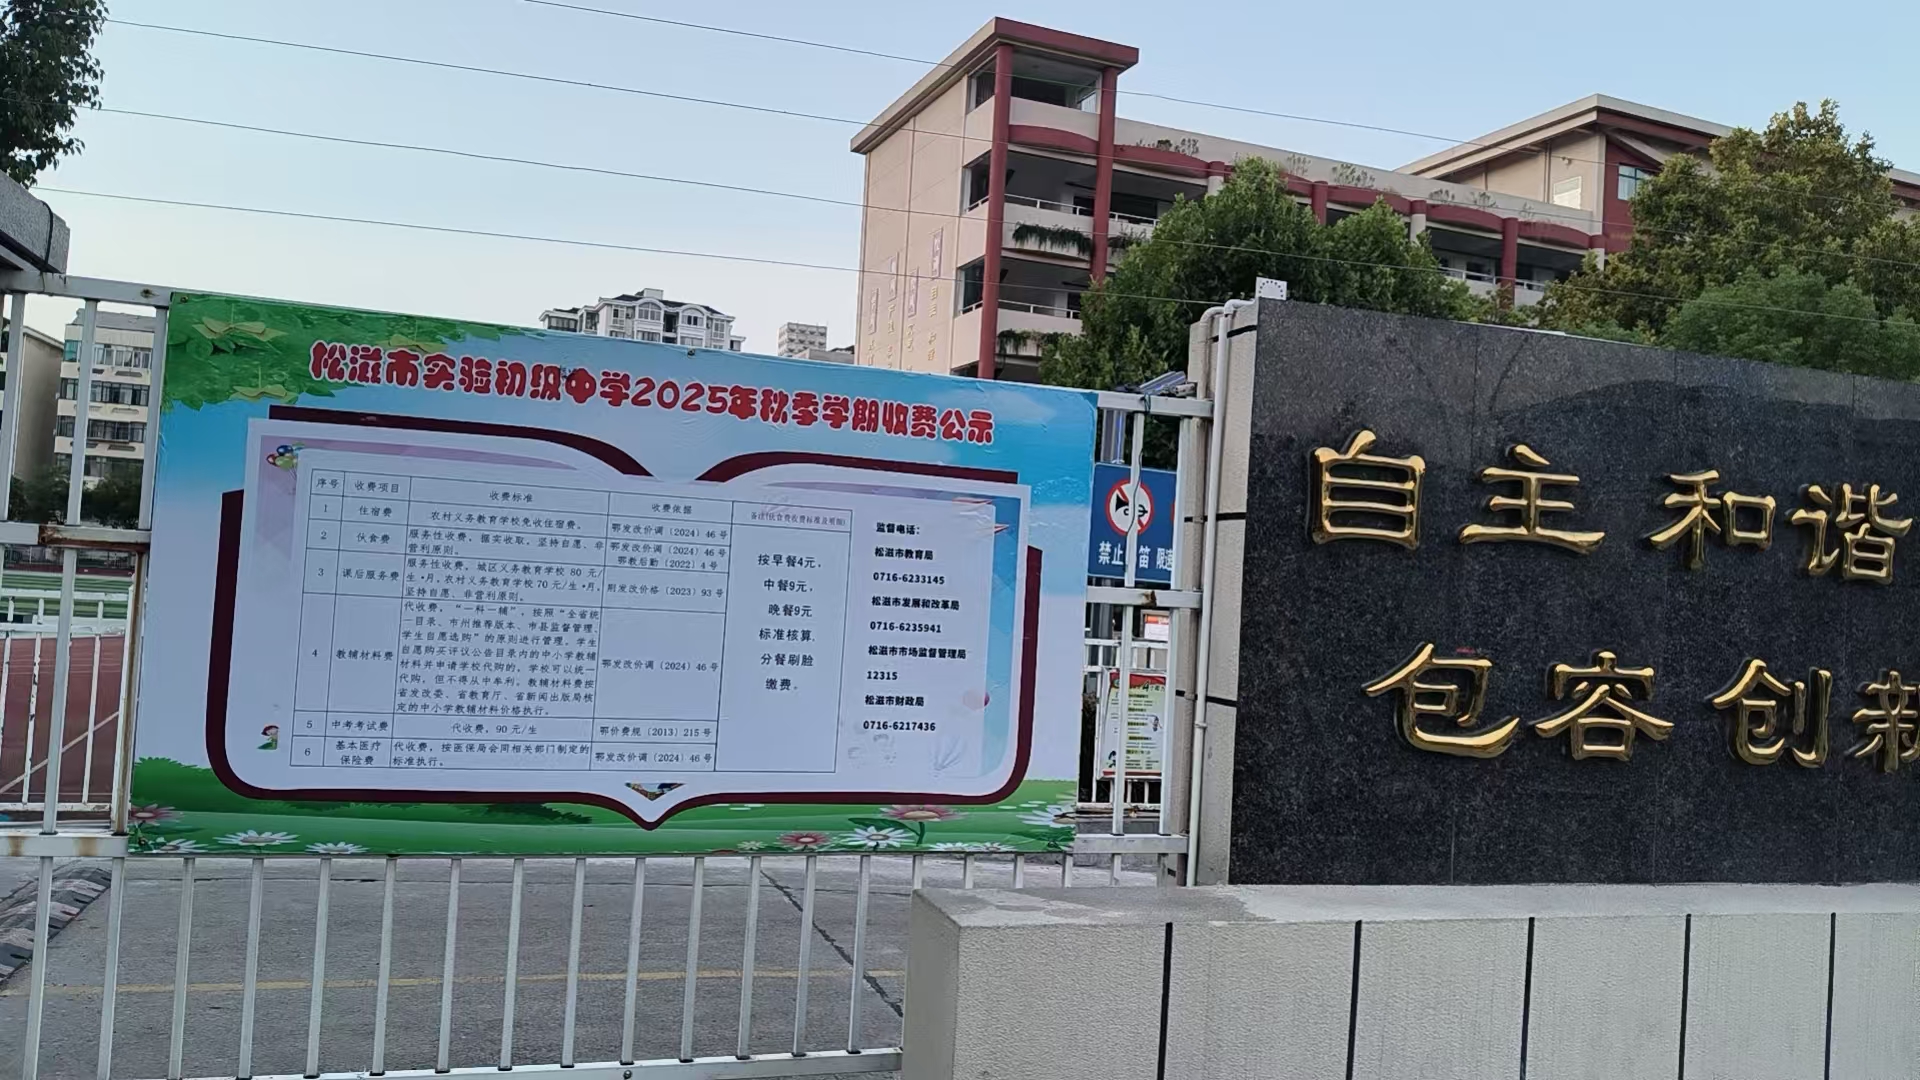 松滋市实验初级中学2025年秋季学期收费公示
序号 收费项目 收费标准 收费依据 备注(伙食费收费标准及明细)
1 住宿费 农村义务教育学校免收住宿费。 鄂发改价调〔2024〕46号
2 伙食费 服务性收费，据实收取，坚持自愿、非
营利原则。
鄂发改价调〔2024〕46号
鄂教后勤〔2022〕4号
3 课后服务费 服务性收费，城区义务教育学校80元/
生·月。农村义务教育学校70元/生·月，
坚持自愿、非营利原则。
荆发改价格〔2023〕93号
4 教辅材料费 代收费，“一科一辅”，按照“全省统
一目录、市州推荐版本、市县监督管理、
学生自愿选购”的原则进行管理。学生
自愿购买评议公告目录内的中小学教辅
材料并申请学校代购的，学校可以统一
代购，但不得从中牟利。教辅材料费按
省发改委、省教育厅、省新闻出版局核
定的中小学教辅材料价格执行。
鄂发改价调〔2024〕46号
5 中考考试费 代收费，90元/生 鄂价费规〔2013〕215号
6 基本医疗
保险费
代收费，按医保局会同相关部门制定的
标准执行。
鄂发改价调〔2024〕46号
按早餐4元，
中餐9元，
晚餐9元
标准核算，
分餐刷脸
缴费。
监督电话：
松滋市教育局
0716-6233145
松滋市发展和改革局
0716-6235941
松滋市市场监督管理局
12315
松滋市财政局
0716-6217436
禁止 笛 限速
自主 和谐
包容 创新